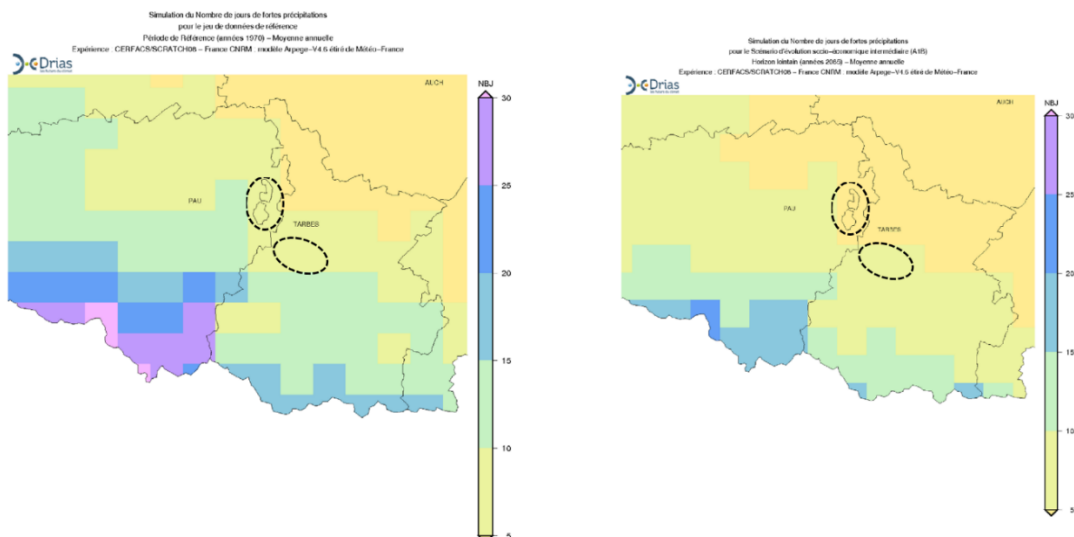 Simulation du Nombre de jours de fortes précipitations
pour le jeu de données de référence
Période de Référence (années 1970) – Moyenne annuelle
Expérience : CERFACS/SCRATCH08 – France CNRM : modèle Arpege–V4.6 étiré de Météo–France
Drias
NBJ
30
25
20
15
10
5
AUCH
PAU
TARBES
Simulation du Nombre de jours de fortes précipitations
pour le Scénario d'évolution socio–économique intermédiaire (A1B)
Horizon lointain (années 2085) – Moyenne annuelle
Expérience : CERFACS/SCRATCH08 – France CNRM : modèle Arpege–V4.6 étiré de Météo–France
Drias
NBJ
30
25
20
15
10
5
AUCH
PAU
TARBES